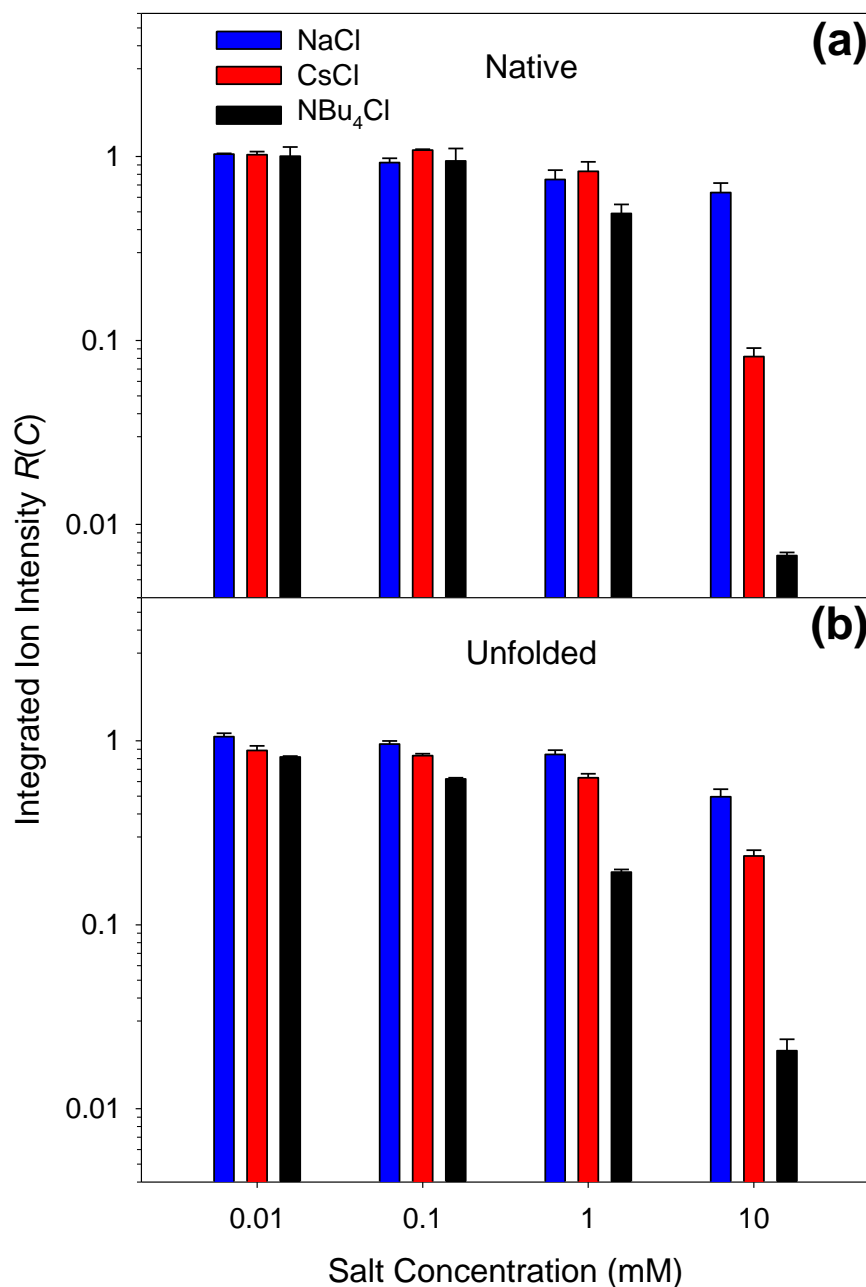 (a)
NaCl
CsCl
NBu₄Cl
Native
1
0.1
0.01
Integrated Ion Intensity R(C)
(b)
Unfolded
1
0.1
0.01
0.01 0.1 1 10
Salt Concentration (mM)